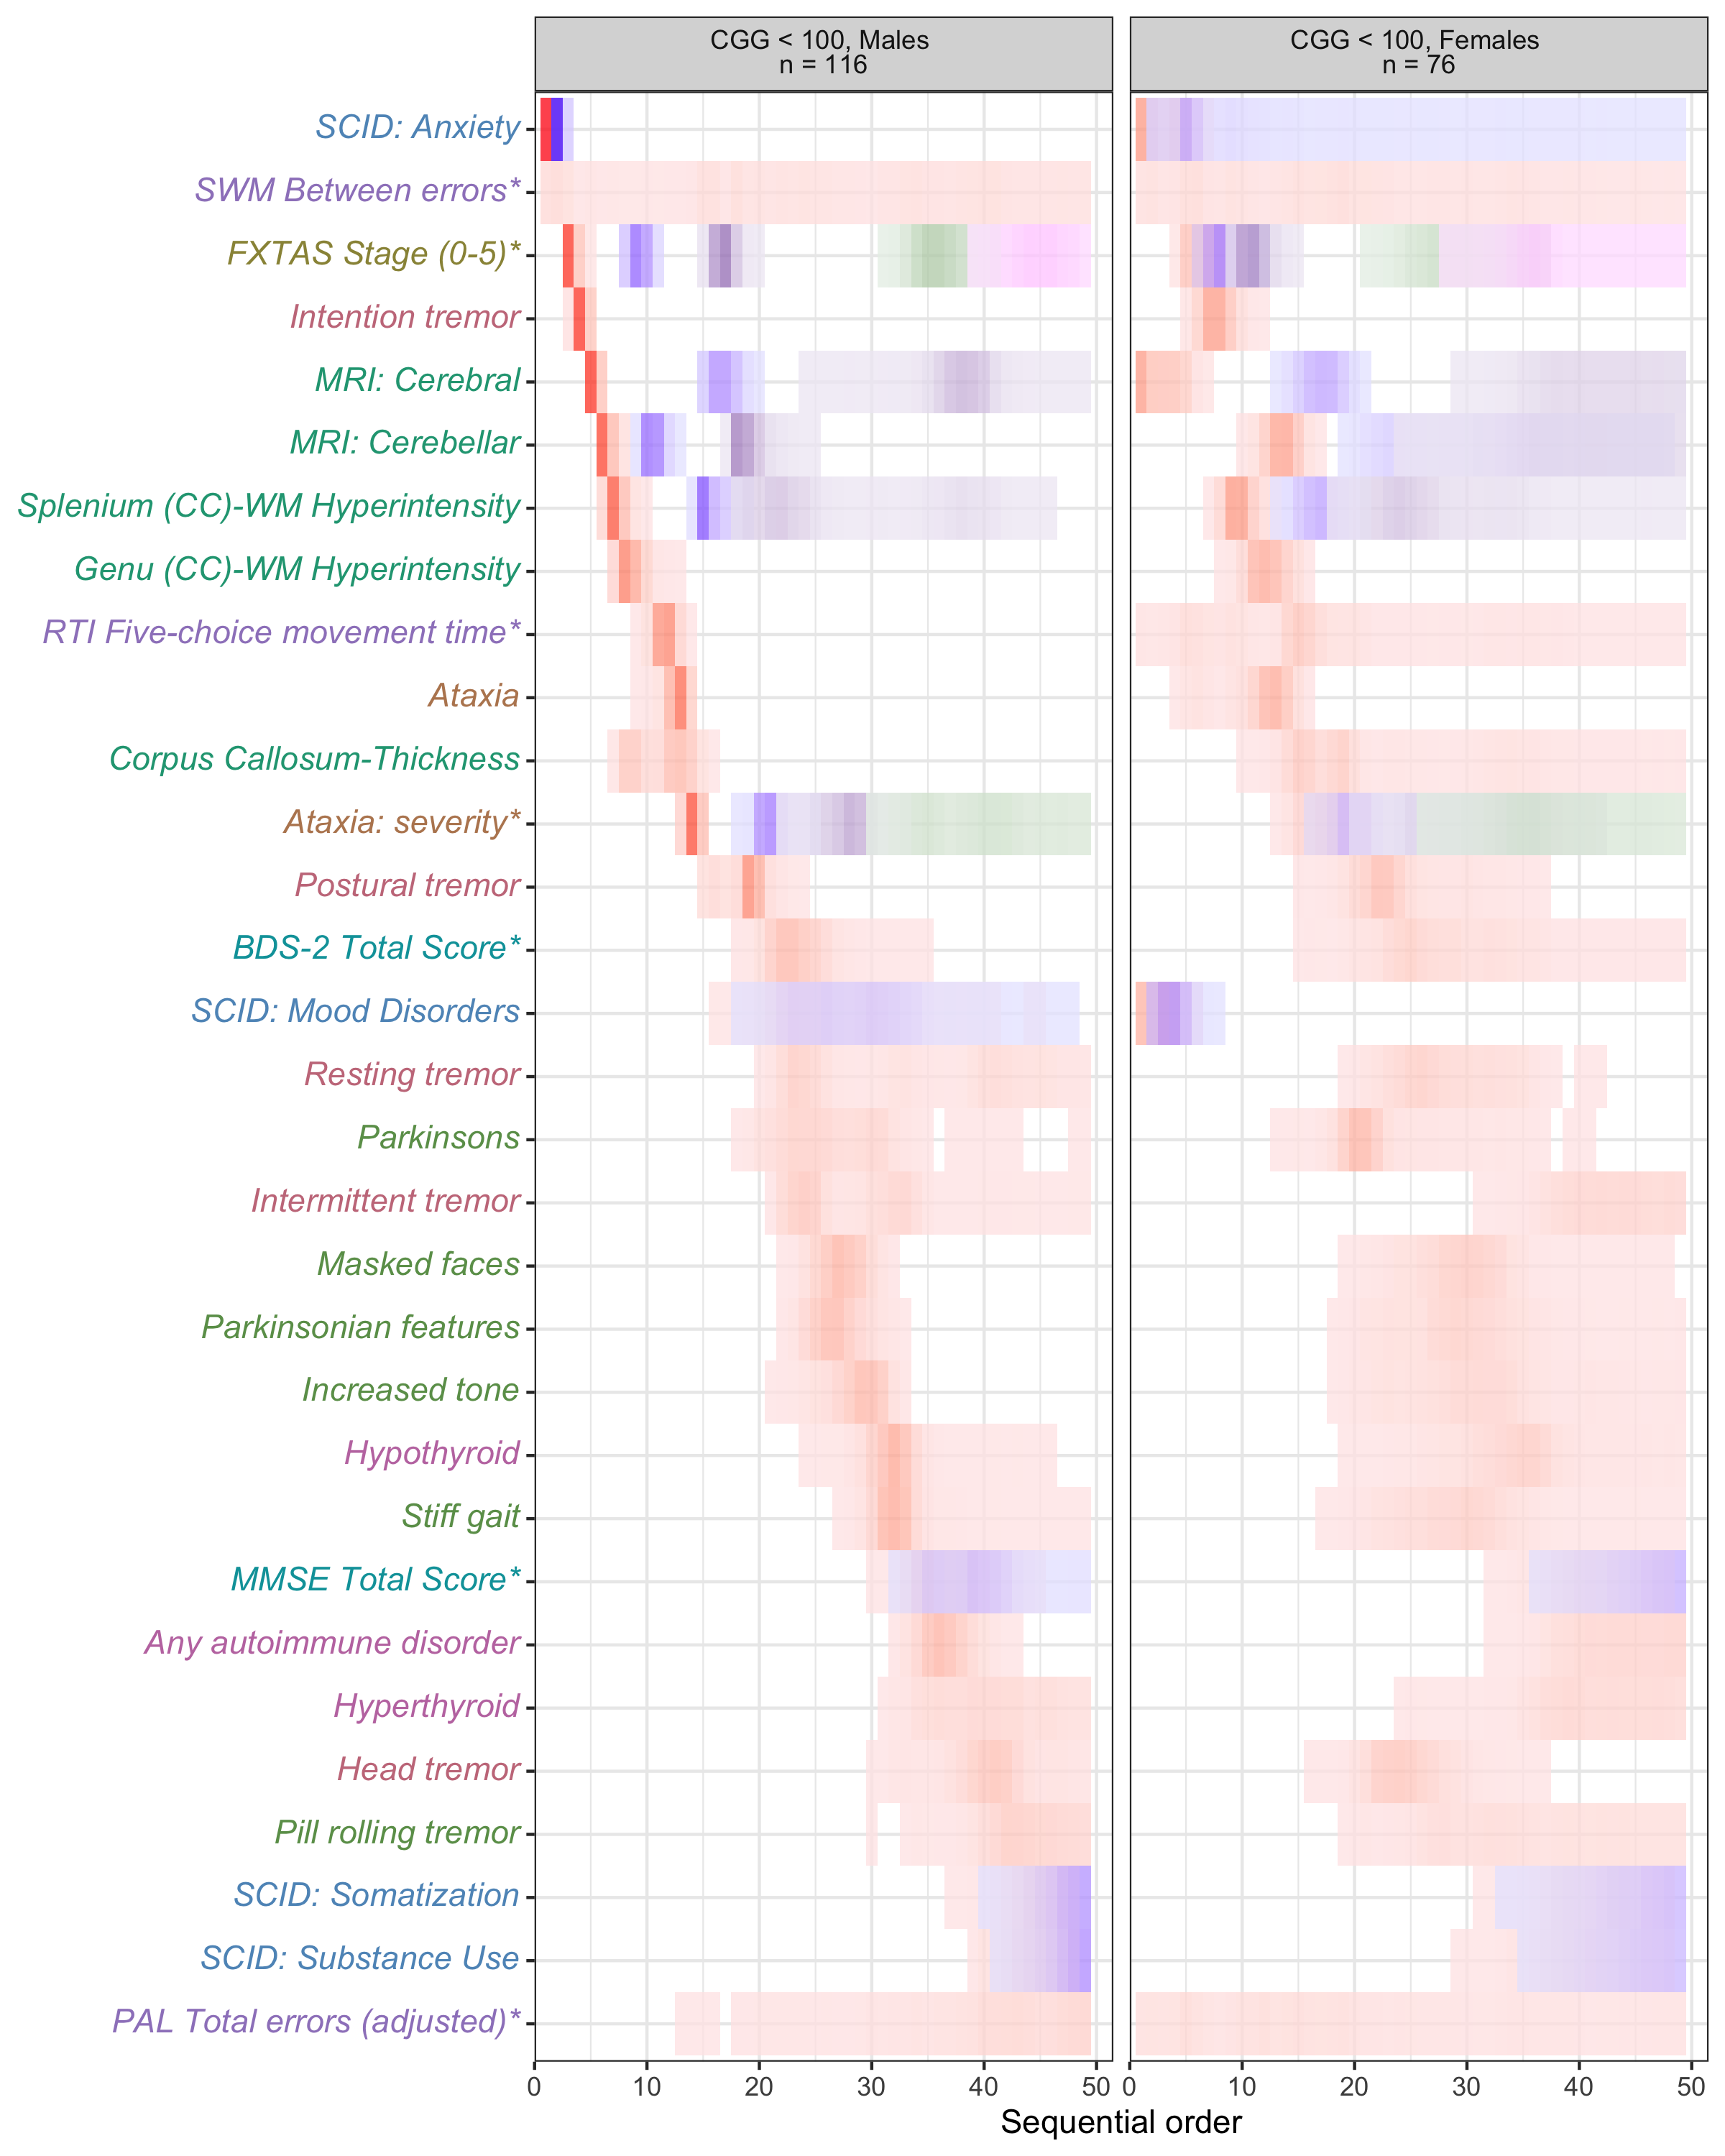 CGG < 100, Males
n = 116
CGG < 100, Females
n = 76
SCID: Anxiety
SWM Between errors*
FXTAS Stage (0-5)*
Intention tremor
MRI: Cerebral
MRI: Cerebellar
Splenium (CC)-WM Hyperintensity
Genu (CC)-WM Hyperintensity
RTI Five-choice movement time*
Ataxia
Corpus Callosum-Thickness
Ataxia: severity*
Postural tremor
BDS-2 Total Score*
SCID: Mood Disorders
Resting tremor
Parkinsons
Intermittent tremor
Masked faces
Parkinsonian features
Increased tone
Hypothyroid
Stiff gait
MMSE Total Score*
Any autoimmune disorder
Hyperthyroid
Head tremor
Pill rolling tremor
SCID: Somatization
SCID: Substance Use
PAL Total errors (adjusted)*
0 10 20 30 40 50 0 10 20 30 40 50
Sequential order